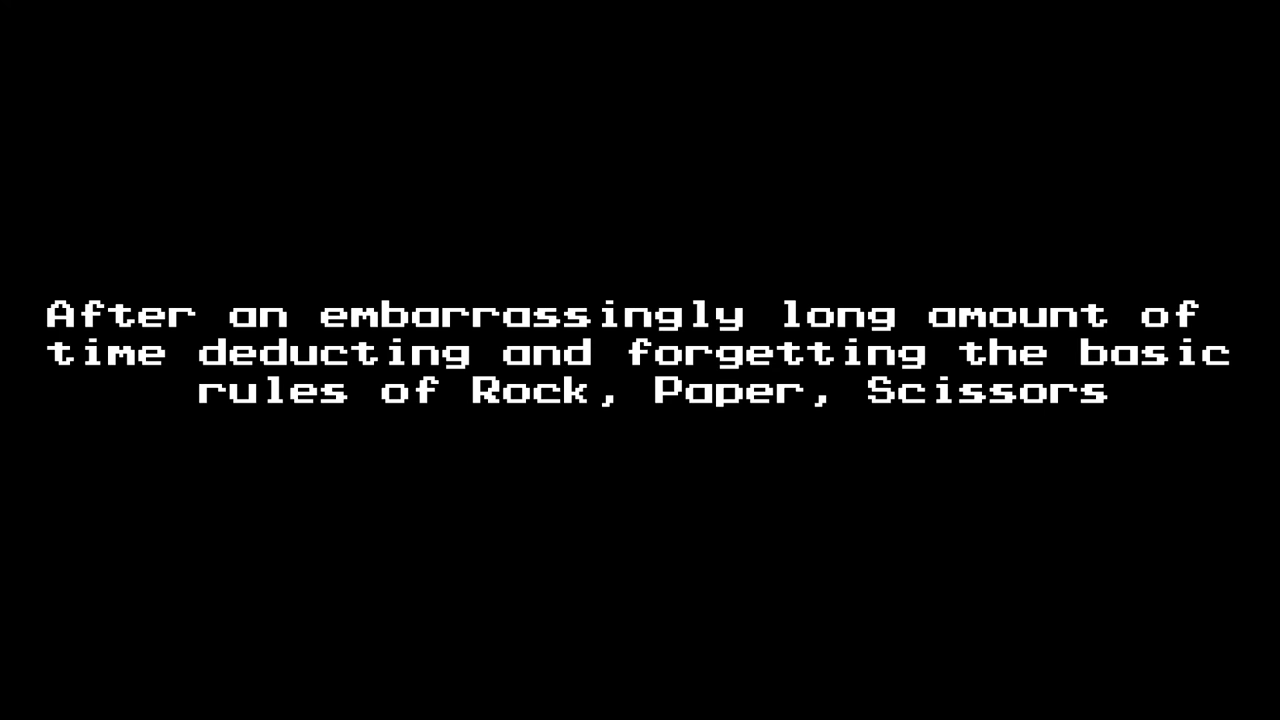 After an embarrassingly long amount of
time deducting and forgetting the basic
rules of Rock, Paper, Scissors